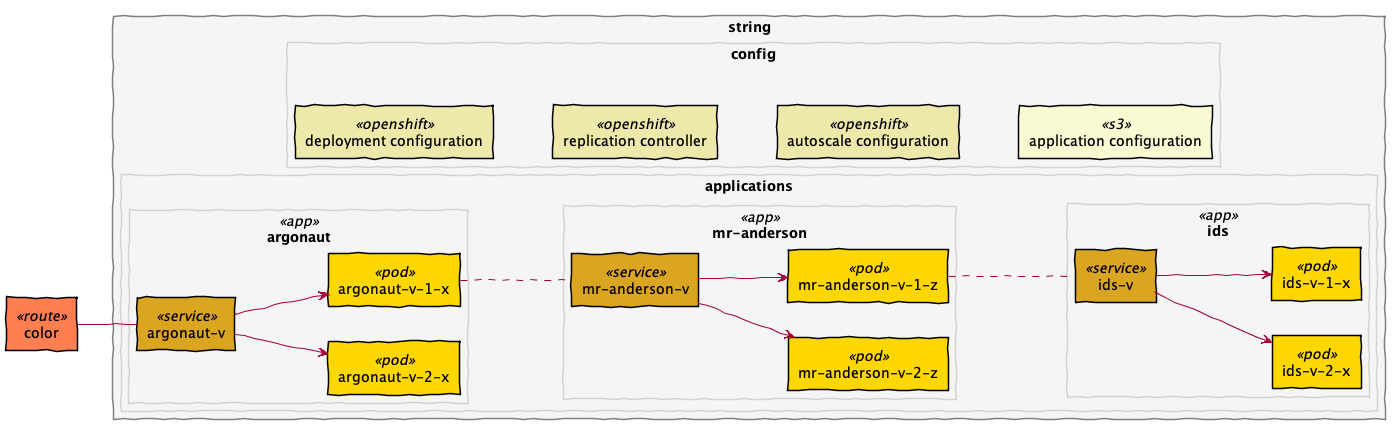 string
config
«openshift»
deployment configuration
«openshift»
replication controller
«openshift»
autoscale configuration
«s3»
application configuration
applications
«app»
argonaut
«pod»
argonaut-v-1-x
«route»
color
«service»
argonaut-v
«pod»
argonaut-v-2-x
«app»
mr-anderson
«service»
mr-anderson-v
«pod»
mr-anderson-v-1-z
«pod»
mr-anderson-v-2-z
«app»
ids
«service»
ids-v
«pod»
ids-v-1-x
«pod»
ids-v-2-x